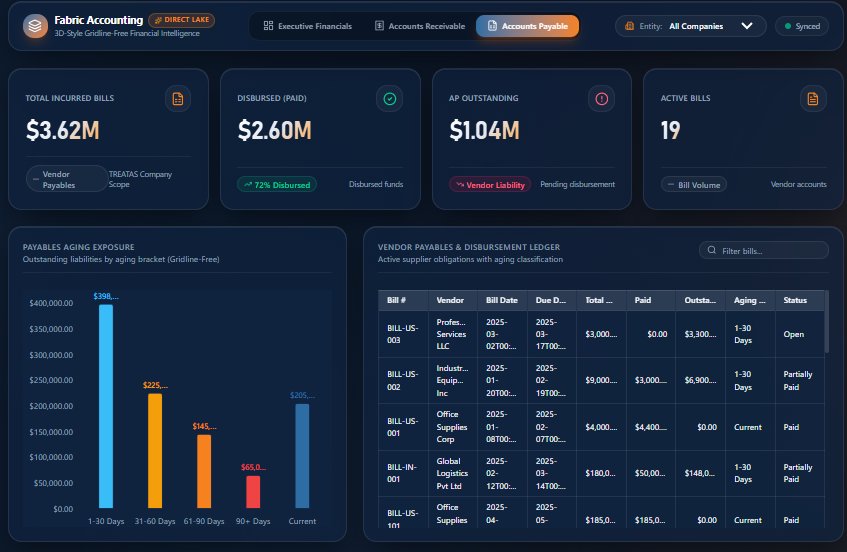 Fabric Accounting
DIRECT LAKE
3D-Style Gridline-Free Financial Intelligence
Executive Financials
Accounts Receivable
Accounts Payable
Entity: All Companies
Synced
TOTAL INCURRED BILLS
$3.62M
Vendor
Payables
TREATAS Company
Scope
DISBURSED (PAID)
$2.60M
72% Disbursed
Disbursed funds
AP OUTSTANDING
$1.04M
Vendor Liability
Pending disbursement
ACTIVE BILLS
19
Bill Volume
Vendor accounts
PAYABLES AGING EXPOSURE
Outstanding liabilities by aging bracket (Gridline-Free)
$400,000.00
$350,000.00
$300,000.00
$250,000.00
$200,000.00
$150,000.00
$100,000.00
$50,000.00
$0.00
$398,...
$225,...
$145,...
$65,0...
$205,...
1-30 Days
31-60 Days
61-90 Days
90+ Days
Current
VENDOR PAYABLES & DISBURSEMENT LEDGER
Active supplier obligations with aging classification
Filter bills...
Bill # Vendor Bill Date Due D... Total ... Paid Outsta... Aging ... Status
BILL-US-
003
Profes...
Services
LLC
2025-
03-
02T00:...
2025-
03-
17T00:...
$3,000....
$0.00
$3,300....
1-30
Days
Open
BILL-US-
002
Industr...
Equip...
Inc
2025-
01-
20T00:...
2025-
02-
19T00:...
$9,000....
$3,000....
$6,900....
1-30
Days
Partially
Paid
BILL-US-
001
Office
Supplies
Corp
2025-
01-
08T00:...
2025-
02-
07T00:...
$4,000....
$4,400....
$0.00
Current
Paid
BILL-IN-
001
Global
Logistics
Pvt Ltd
2025-
02-
12T00:...
2025-
03-
14T00:...
$180,0...
$50,00...
$148,0...
1-30
Days
Partially
Paid
BILL-US-
101
Office
Supplies
2025-
04-
2025-
05-
$185,0...
$185,0...
$0.00
Current
Paid